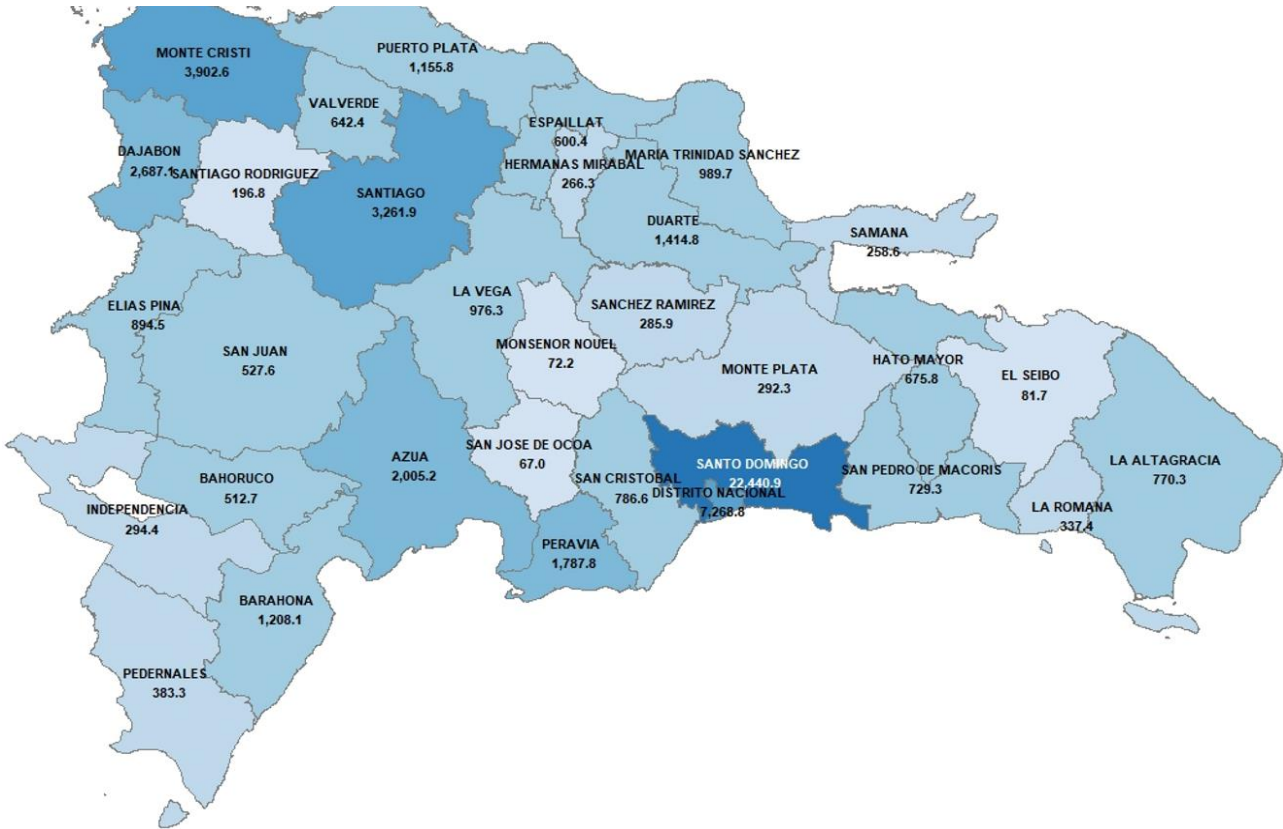 MONTE CRISTI
3,902.6
PUERTO PLATA
1,155.8
VALVERDE
642.4
ESPAILLAT
600.4
DAJABON
2,687.1
SANTIAGO RODRIGUEZ
196.8
HERMANAS MIRABAL
266.3
MARIA TRINIDAD SANCHEZ
989.7
SANTIAGO
3,261.9
DUARTE
1,414.8
SAMANA
258.6
ELIAS PINA
894.5
LA VEGA
976.3
SANCHEZ RAMIREZ
285.9
SAN JUAN
527.6
MONSENOR NOUEL
72.2
MONTE PLATA
292.3
HATO MAYOR
675.8
EL SEIBO
81.7
AZUA
2,005.2
SAN JOSE DE OCOA
67.0
SANTO DOMINGO
22,440.9
LA ALTAGRACIA
770.3
BAHORUCO
512.7
SAN CRISTOBAL
786.6
DISTRITO NACIONAL
7,268.8
SAN PEDRO DE MACORIS
729.3
INDEPENDENCIA
294.4
LA ROMANA
337.4
PERAVIA
1,787.8
BARAHONA
1,208.1
PEDERNALES
383.3